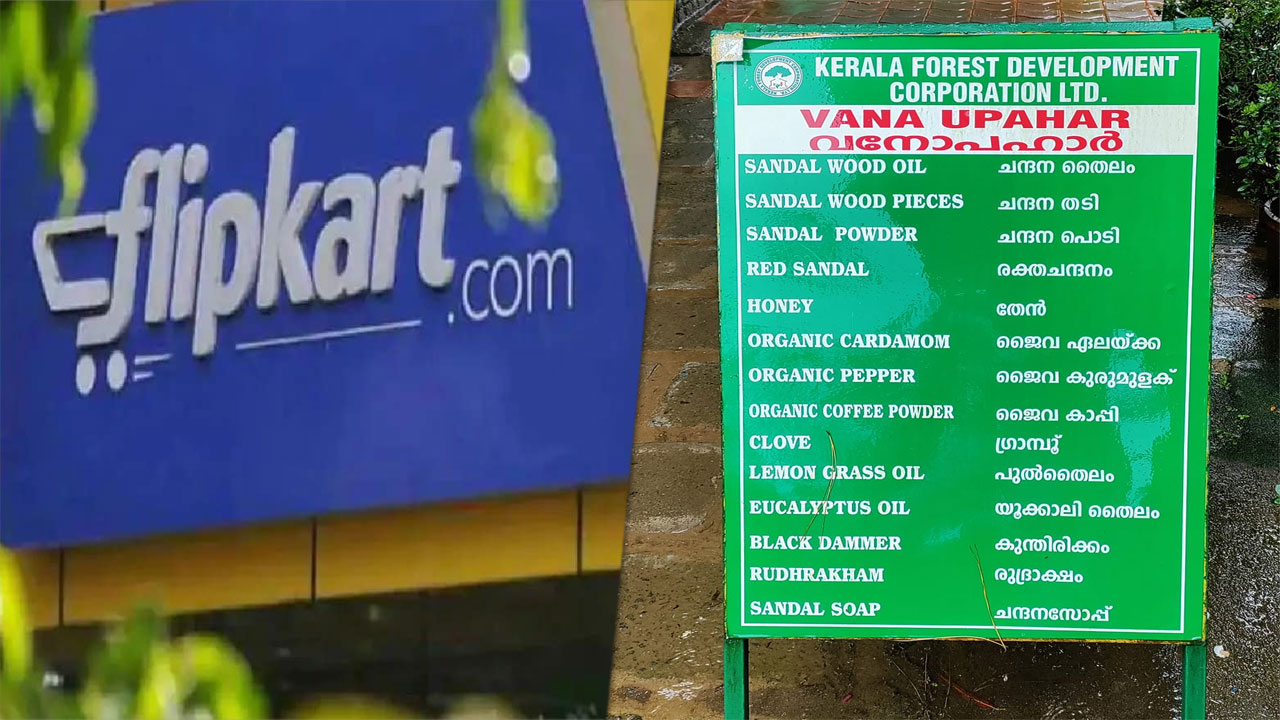 flipkart
.com
KERALA FOREST DEVELOPMENT
CORPORATION LTD.
VANA UPAHAR
വനോപഹാർ
SANDAL WOOD OIL ചന്ദന തൈലം
SANDAL WOOD PIECES ചന്ദന തടി
SANDAL POWDER ചന്ദന പൊടി
RED SANDAL രക്തചന്ദനം
HONEY തേൻ
ORGANIC CARDAMOM ജൈവ ഏലയ്ക്ക
ORGANIC PEPPER ജൈവ കുരുമുളക്
ORGANIC COFFEE POWDER ജൈവ കാപ്പി
CLOVE ഗ്രാമ്പൂ
LEMON GRASS OIL പുൽതൈലം
EUCALYPTUS OIL യൂക്കാലി തൈലം
BLACK DAMMER കുന്തിരിക്കം
RUDHRAKHAM രുദ്രാക്ഷം
SANDAL SOAP ചന്ദനസോപ്പ്